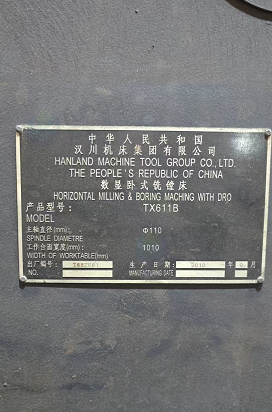 中华人民共和国
汉川机床集团有限公司
HANLAND MACHINE TOOL GROUP CO.,LTD.
THE PEOPLE'S REPUBLIC OF CHINA
数显卧式铣镗床
HORIZONTAL MILLING & BORING MACHING WITH DRO
产品型号: TX611B
MODEL
主轴直径(mm): Φ110
SPINDLE DIAMETRE
工作台面宽度(mm): 1010
WIDTH OF WORKTABLE(mm)
出厂编号: 生产日期: 2010 年 月
NO. MANUFACTURING DATE